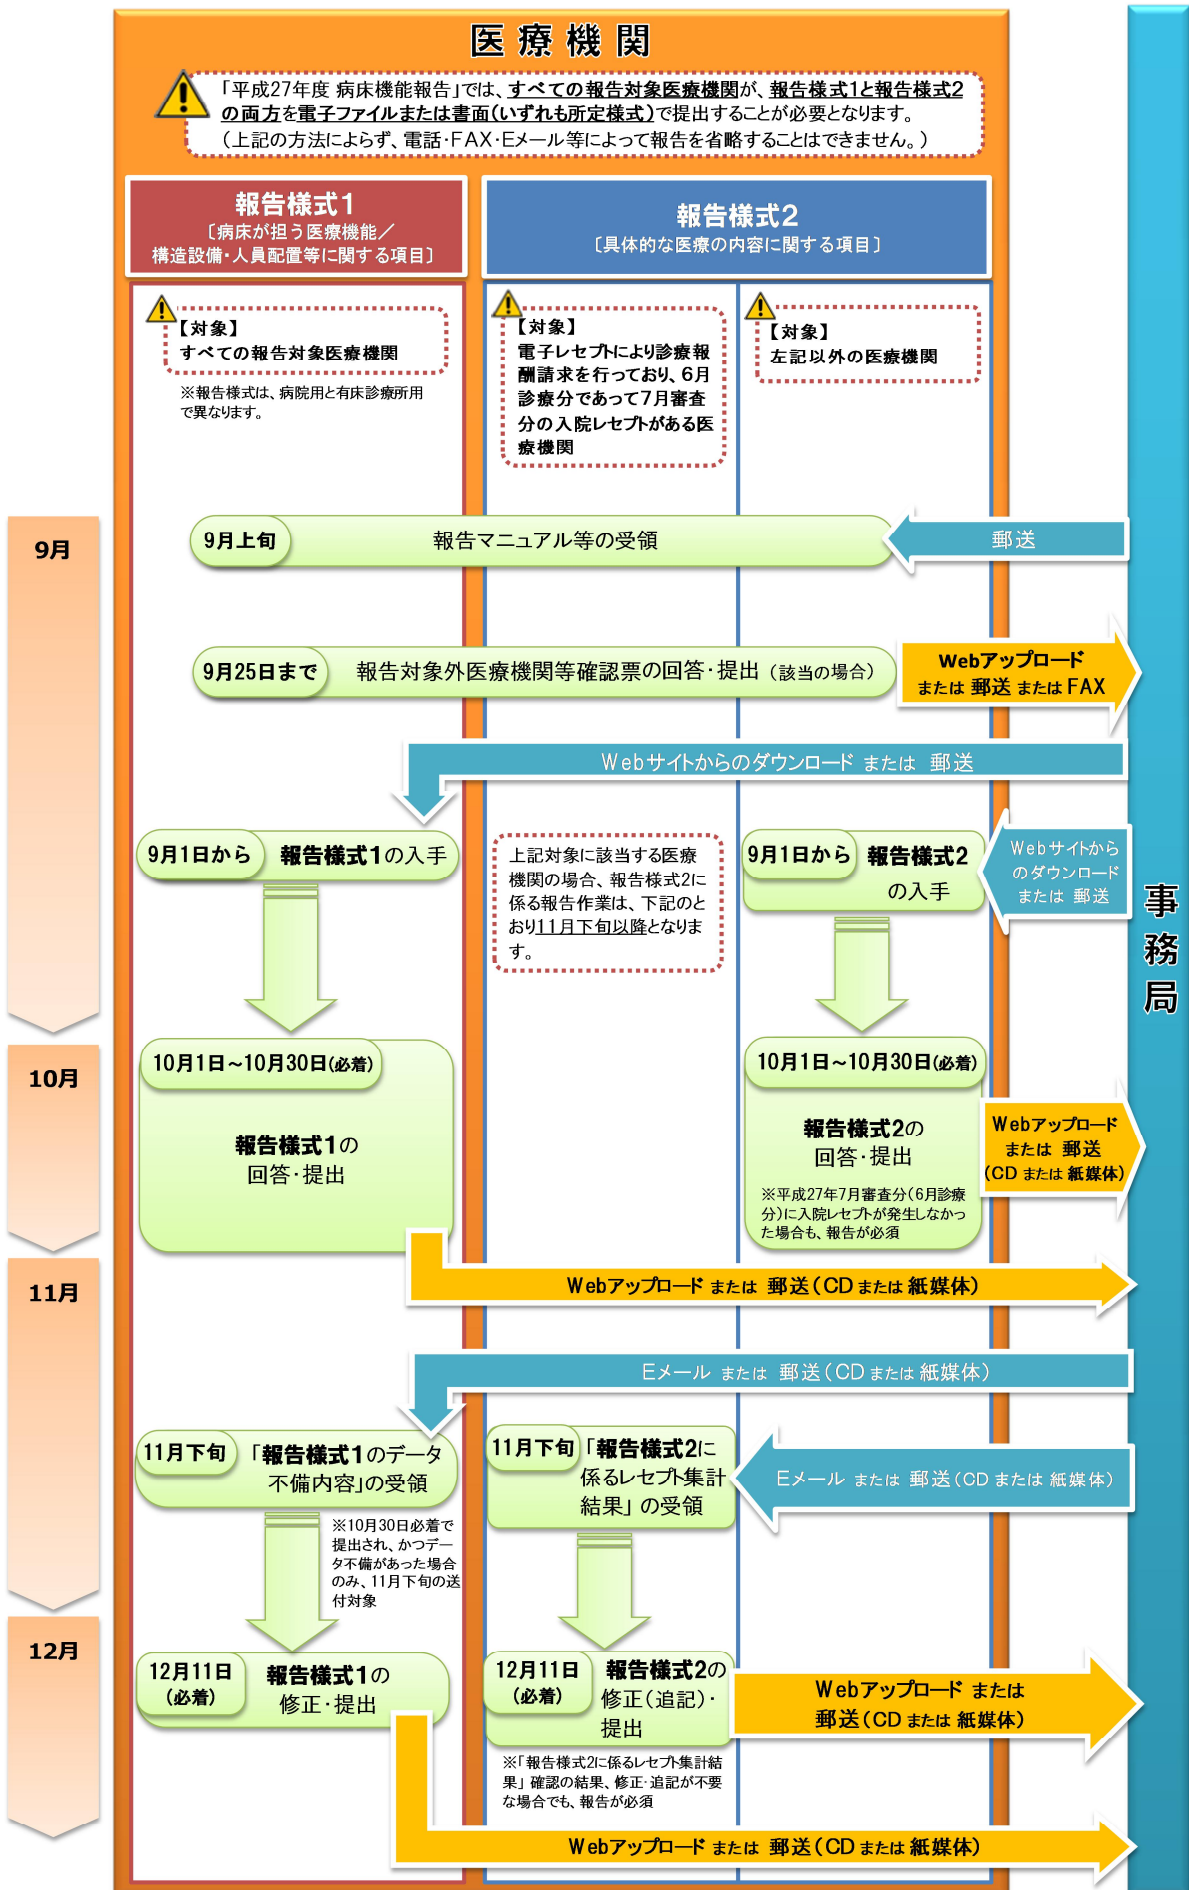 医療機関
「平成27年度 病床機能報告」では、すべての報告対象医療機関が、報告様式1と報告様式2
の両方を電子ファイルまたは書面(いずれも所定様式)で提出することが必要となります。
(上記の方法によらず、電話・FAX・Eメール等によって報告を省略することはできません。)
報告様式1
〔病床が担う医療機能／
構造設備・人員配置等に関する項目〕
報告様式2
〔具体的な医療の内容に関する項目〕
【対象】
すべての報告対象医療機関
※報告様式は、病院用と有床診療所用
で異なります。
【対象】
電子レセプトにより診療報
酬請求を行っており、6月
診療分であって7月審査
分の入院レセプトがある医
療機関
【対象】
左記以外の医療機関
9月
9月上旬
報告マニュアル等の受領
郵送
9月25日まで
報告対象外医療機関等確認票の回答・提出(該当の場合)
Webアップロード
または 郵送 または FAX
Webサイトからのダウンロード または 郵送
9月1日から
報告様式1の入手
上記対象に該当する医療
機関の場合、報告様式2に
係る報告作業は、下記のと
おり11月下旬以降となりま
す。
9月1日から
報告様式2
の入手
Webサイトから
のダウンロード
または 郵送
事務局
10月
10月1日～10月30日(必着)
報告様式1の
回答・提出
10月1日～10月30日(必着)
報告様式2の
回答・提出
※平成27年7月審査分(6月診療
分)に入院レセプトが発生しなかっ
た場合も、報告が必須
Webアップロード
または 郵送
(CD または 紙媒体)
11月
Webアップロード または 郵送(CD または 紙媒体)
Eメール または 郵送(CD または 紙媒体)
11月下旬
「報告様式1のデータ
不備内容」の受領
※10月30日必着で
提出され、かつデー
タ不備があった場合
のみ、11月下旬の送
付対象
11月下旬
「報告様式2に
係るレセプト集計
結果」の受領
Eメール または 郵送(CD または 紙媒体)
12月
12月11日
(必着)
報告様式1の
修正・提出
12月11日
(必着)
報告様式2の
修正(追記)・
提出
※「報告様式2に係るレセプト集計結
果」確認の結果、修正・追記が不要
な場合でも、報告が必須
Webアップロード または
郵送(CD または 紙媒体)
Webアップロード または 郵送(CD または 紙媒体)